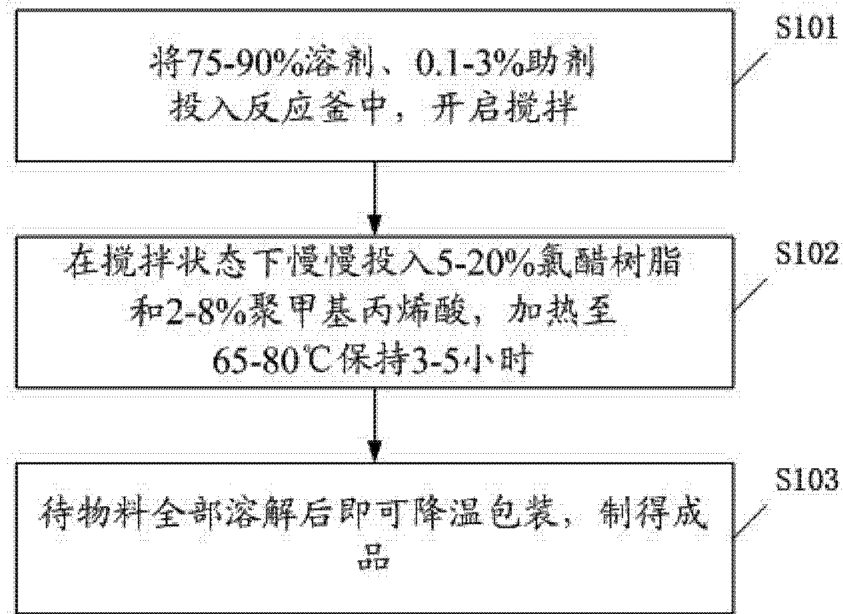 S101
将75-90%溶剂、0.1-3%助剂
投入反应釜中，开启搅拌
S102
在搅拌状态下慢慢投入5-20%氯醋树脂
和2-8%聚甲基丙烯酸，加热至
65-80℃保持3-5小时
S103
待物料全部溶解后即可降温包装，制得成
品